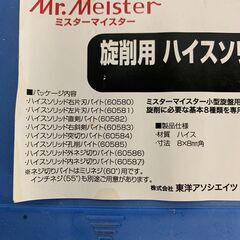 Mr.Meister
ミスターマイスター
旋削用 ハイスソリッ
■パッケージ内容
・ハイスソリッド右片刃バイト(60580)
・ハイスソリッド左片刃バイト(60581)
・ハイスソリッド直剣バイト(60582)
・ハイスソリッド右斜剣バイト(60583)
・ハイスソリッド突切りバイト(60584)
・ハイスソリッド孔削りバイト(60585)
・ハイスソリッド外ネジ切りバイト(60586)
・ハイスソリッド内ネジ切りバイト(60587)
※ネジ切りバイトはミリネジ(60°)用です。
インチネジ(55°)も別途ご用意があります。
ミスターマイスター小型旋盤用
旋削に必要な基本8種類を専用
■製品仕様
・材質 ハイス
・寸法 8×8mm角
株式会社 東洋アソシエイツ